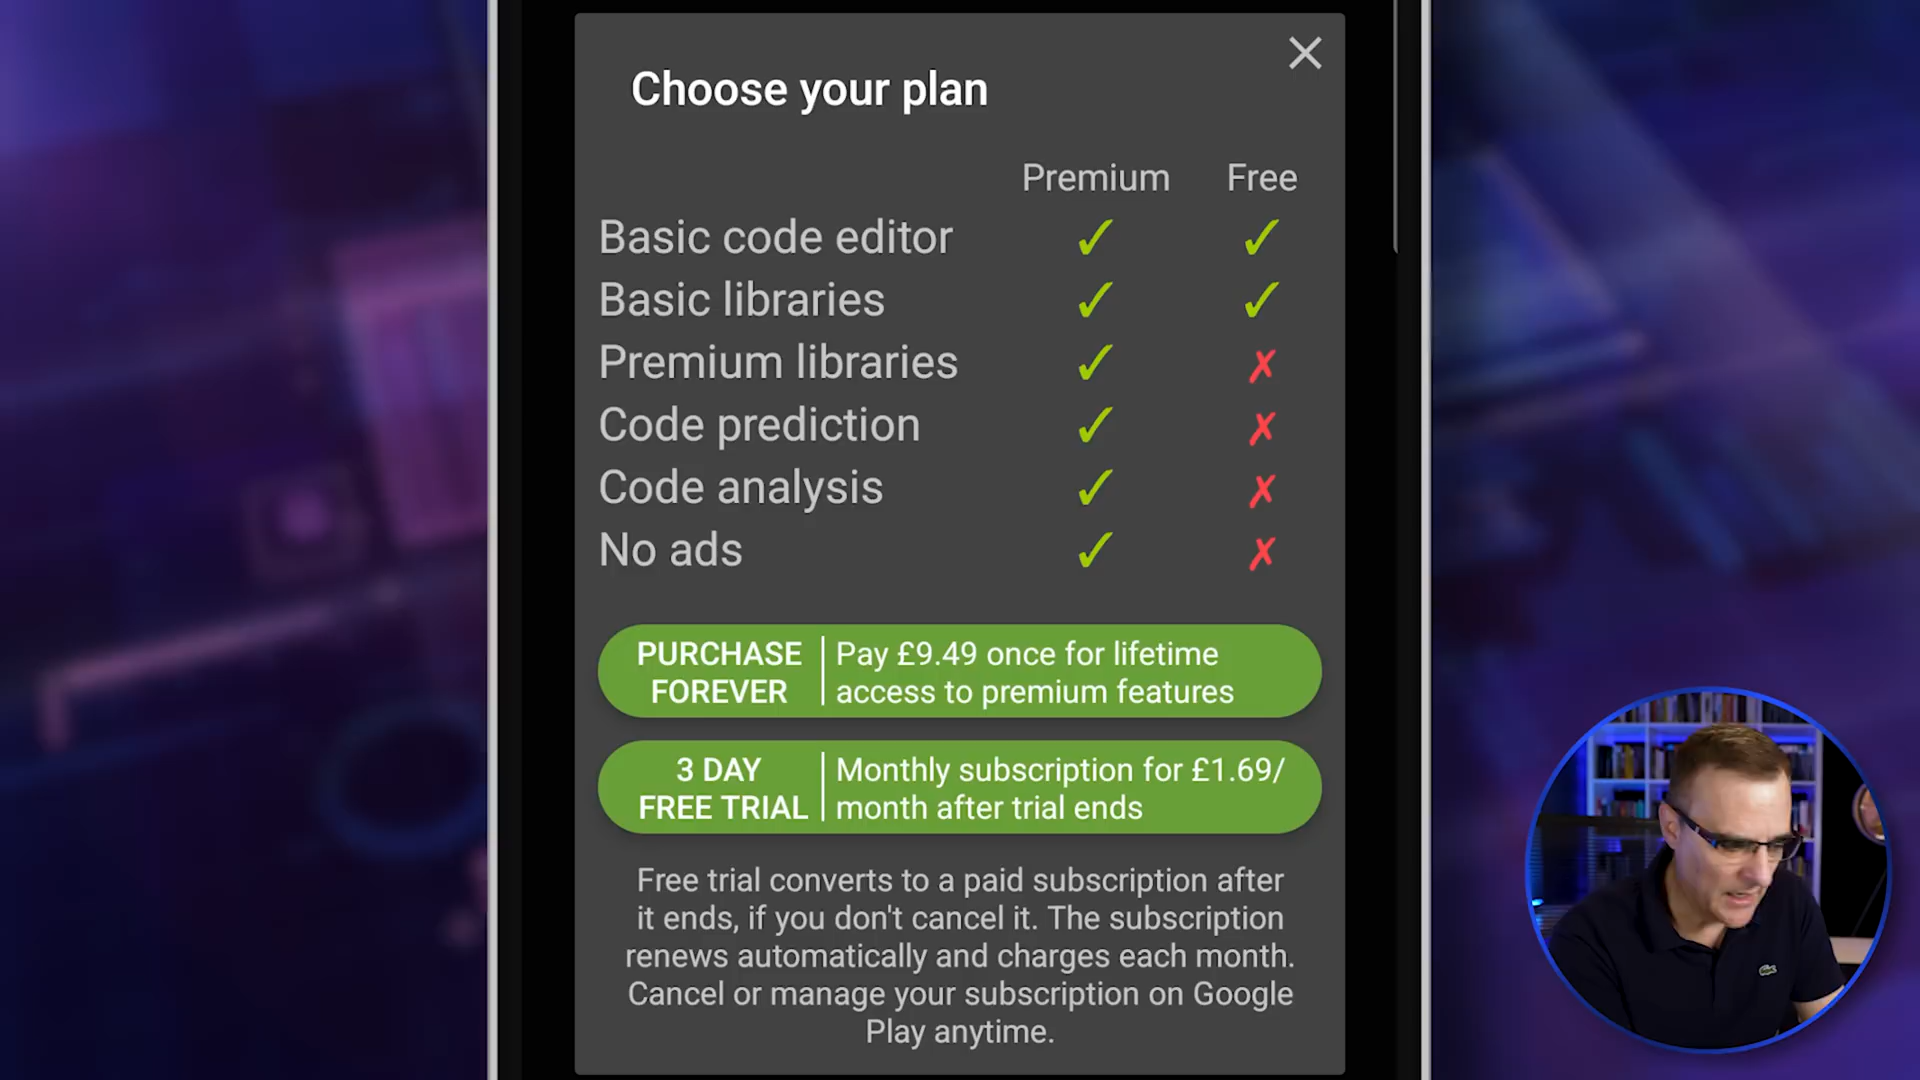 Choose your plan
Premium Free
Basic code editor ✓ ✓
Basic libraries ✓ ✓
Premium libraries ✓ ✗
Code prediction ✓ ✗
Code analysis ✓ ✗
No ads ✓ ✗
PURCHASE FOREVER | Pay £9.49 once for lifetime access to premium features
3 DAY FREE TRIAL | Monthly subscription for £1.69/ month after trial ends
Free trial converts to a paid subscription after
it ends, if you don't cancel it. The subscription
renews automatically and charges each month.
Cancel or manage your subscription on Google
Play anytime.